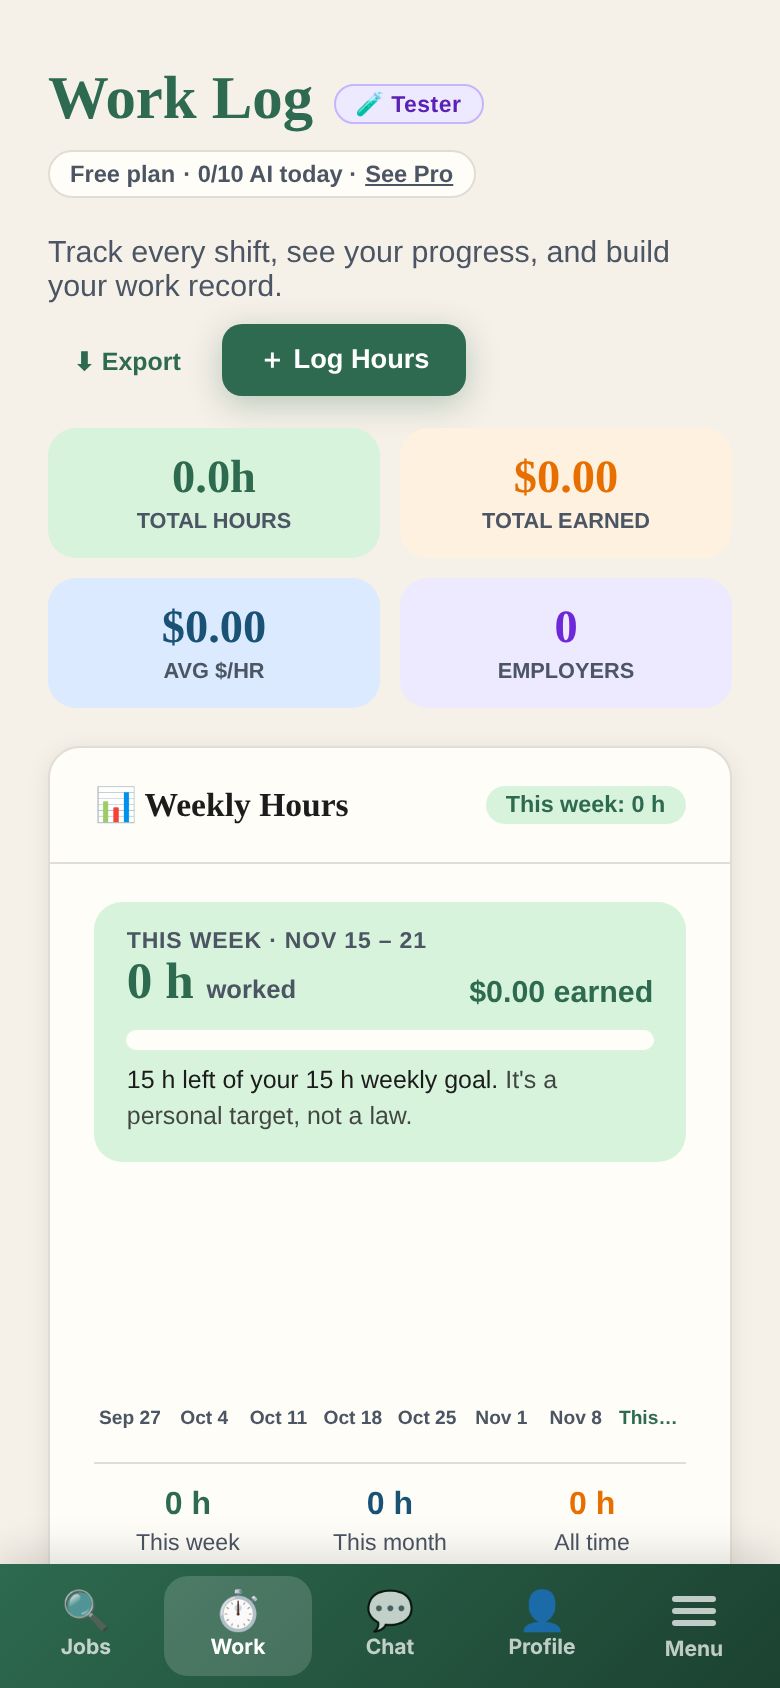 Work Log
🧪 Tester
Free plan · 0/10 AI today · See Pro
Track every shift, see your progress, and build
your work record.
⬇ Export
+ Log Hours
0.0h
TOTAL HOURS
$0.00
TOTAL EARNED
$0.00
AVG $/HR
0
EMPLOYERS
📊 Weekly Hours
This week: 0 h
THIS WEEK · NOV 15 – 21
0 h worked
$0.00 earned
15 h left of your 15 h weekly goal. It's a
personal target, not a law.
Sep 27 Oct 4 Oct 11 Oct 18 Oct 25 Nov 1 Nov 8 This…
0 h
This week
0 h
This month
0 h
All time
Jobs
Work
Chat
Profile
Menu